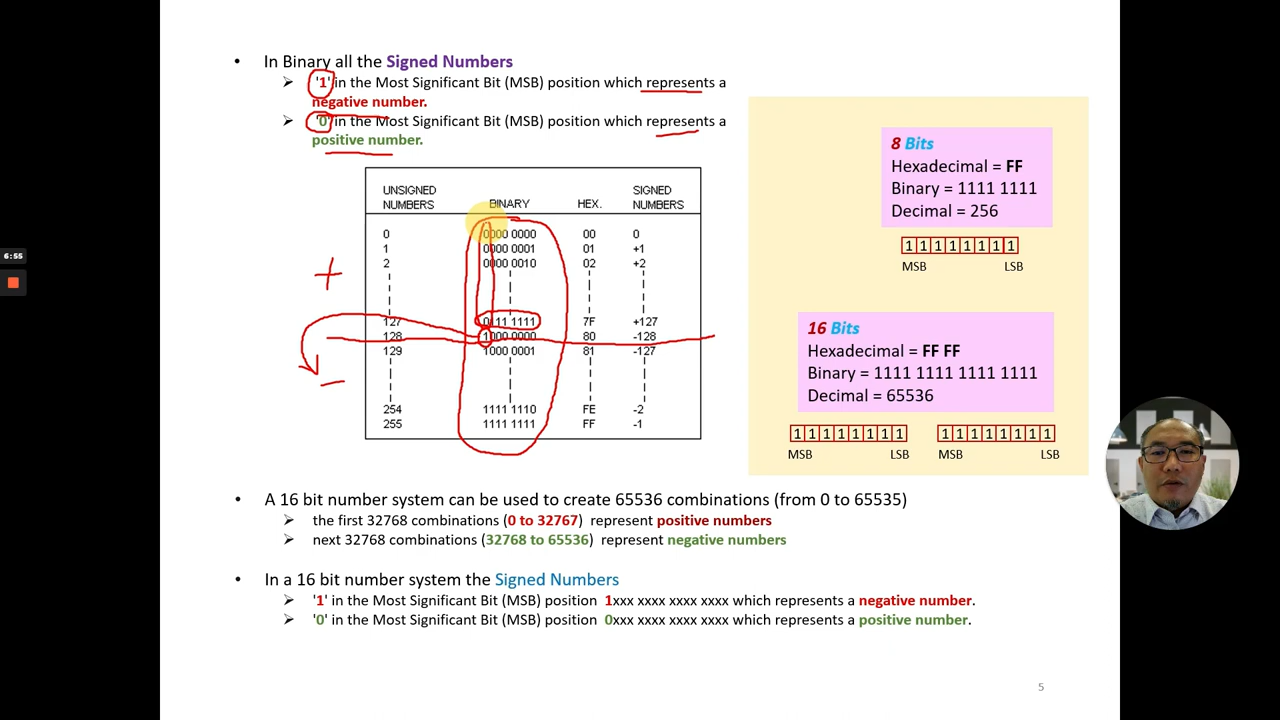 • In Binary all the Signed Numbers
➢ '1' in the Most Significant Bit (MSB) position which represents a
negative number.
➢ '0' in the Most Significant Bit (MSB) position which represents a
positive number.
UNSIGNED NUMBERS BINARY HEX. SIGNED NUMBERS
0 0000 0000 00 0
1 0000 0001 01 +1
2 0000 0010 02 +2
127 0111 1111 7F +127
128 1000 0000 80 -128
129 1000 0001 81 -127
254 1111 1110 FE -2
255 1111 1111 FF -1
+
–
8 Bits
Hexadecimal = FF
Binary = 1111 1111
Decimal = 256
1 1 1 1 1 1 1 1
MSB LSB
16 Bits
Hexadecimal = FF FF
Binary = 1111 1111 1111 1111
Decimal = 65536
1 1 1 1 1 1 1 1 1 1 1 1 1 1 1 1
MSB LSB MSB LSB
6:55
• A 16 bit number system can be used to create 65536 combinations (from 0 to 65535)
➢ the first 32768 combinations (0 to 32767) represent positive numbers
➢ next 32768 combinations (32768 to 65536) represent negative numbers
• In a 16 bit number system the Signed Numbers
➢ '1' in the Most Significant Bit (MSB) position 1xxx xxxx xxxx xxxx which represents a negative number.
➢ '0' in the Most Significant Bit (MSB) position 0xxx xxxx xxxx xxxx which represents a positive number.
5